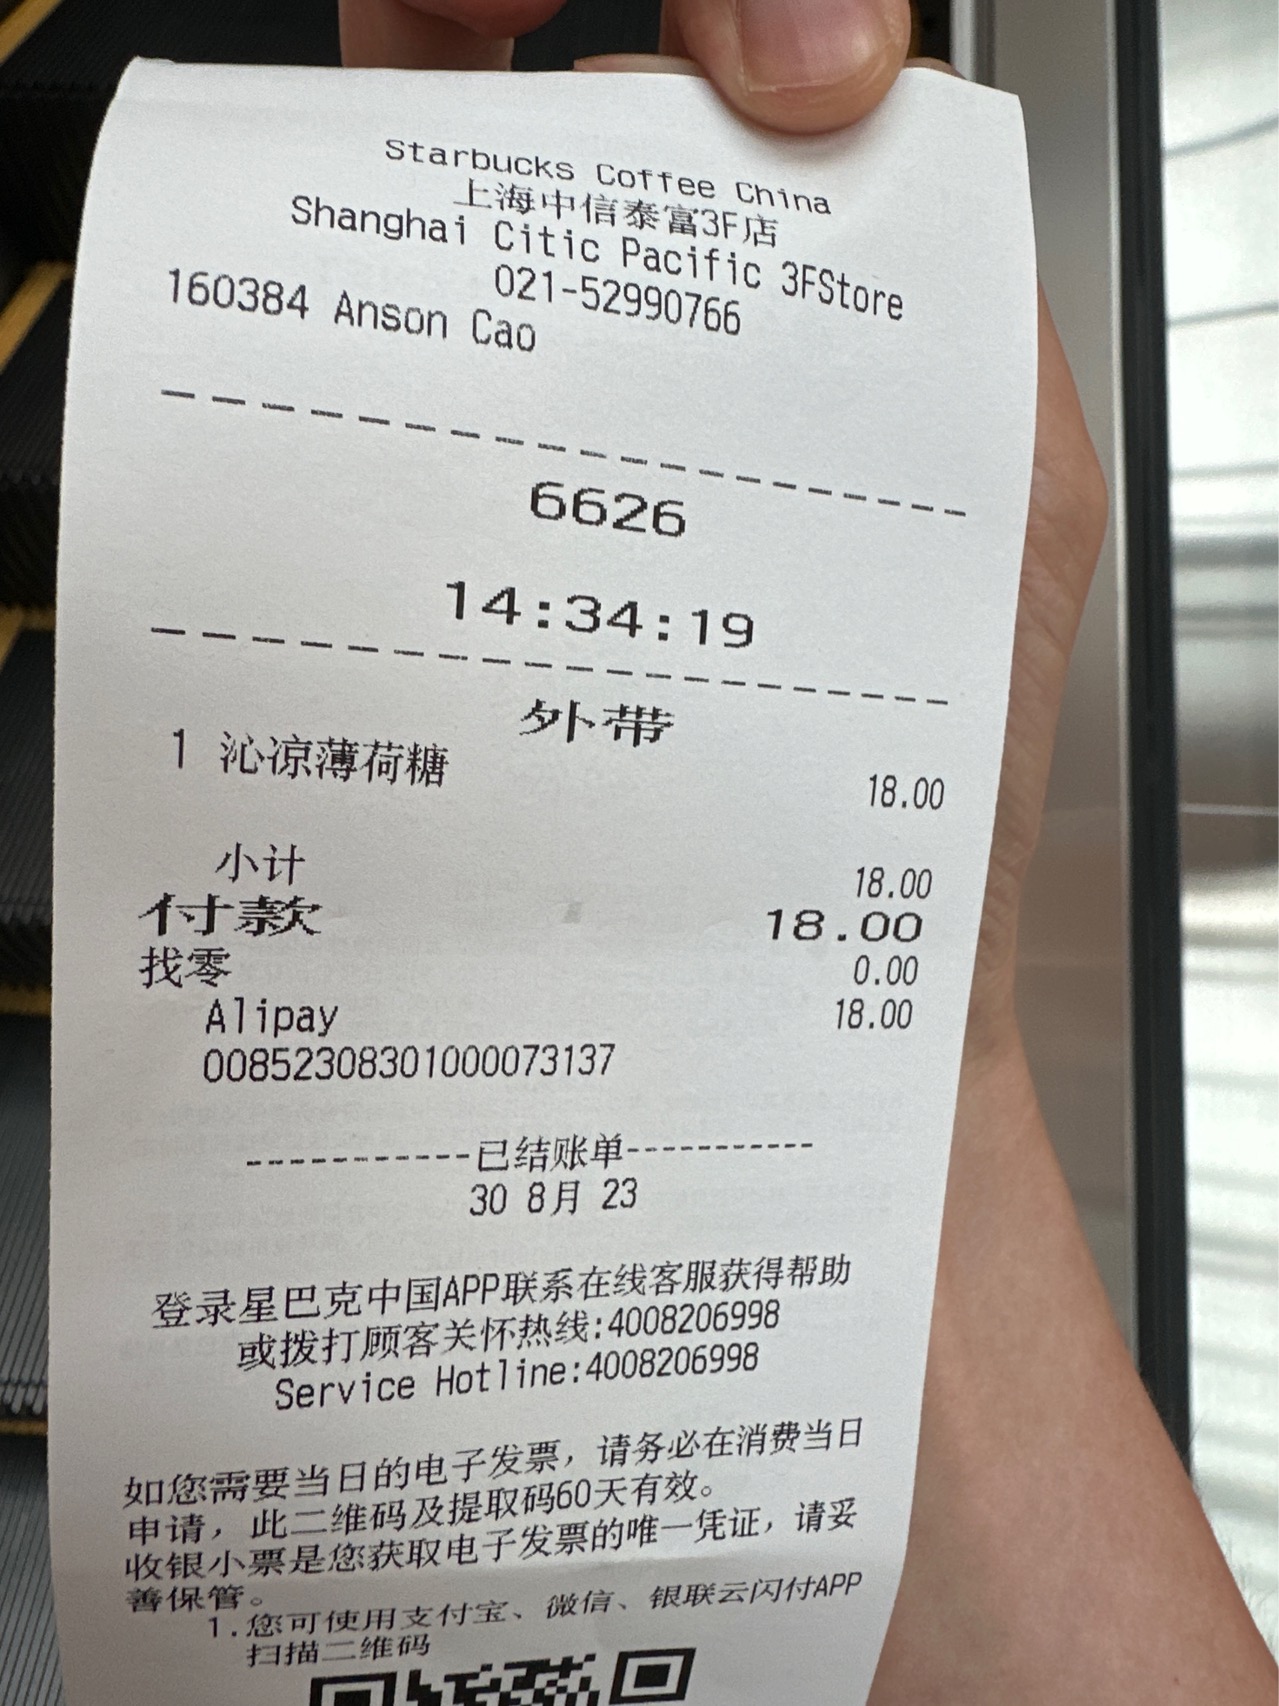 Starbucks Coffee China
上海中信泰富3F店
Shanghai Citic Pacific 3FStore
021-52990766
160384 Anson Cao
6626
14:34:19
外带
1 沁凉薄荷糖 18.00
小计 18.00
付款 18.00
找零 0.00
Alipay 18.00
00852308301000073137
-----------已结账单-----------
30 8月 23
登录星巴克中国APP联系在线客服获得帮助
或拨打顾客关怀热线:4008206998
Service Hotline:4008206998
如您需要当日的电子发票，请务必在消费当日
申请，此二维码及提取码60天有效。
收银小票是您获取电子发票的唯一凭证，请妥
善保管。
1.您可使用支付宝、微信、银联云闪付APP
扫描二维码